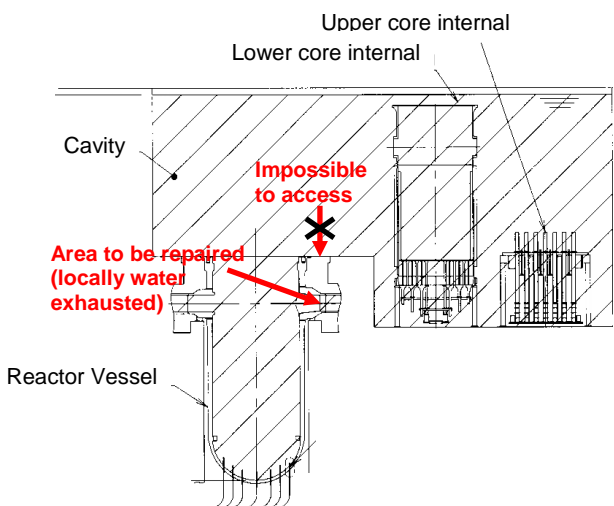 Upper core internal
Lower core internal
Cavity
Impossible
to access
Area to be repaired
(locally water
exhausted)
Reactor Vessel